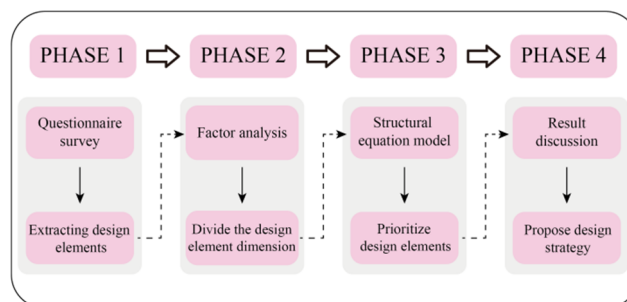 PHASE 1
PHASE 2
PHASE 3
PHASE 4
Questionnaire
survey
Extracting design
elements
Factor analysis
Divide the design
element dimension
Structural
equation model
Prioritize
design elements
Result
discussion
Propose design
strategy